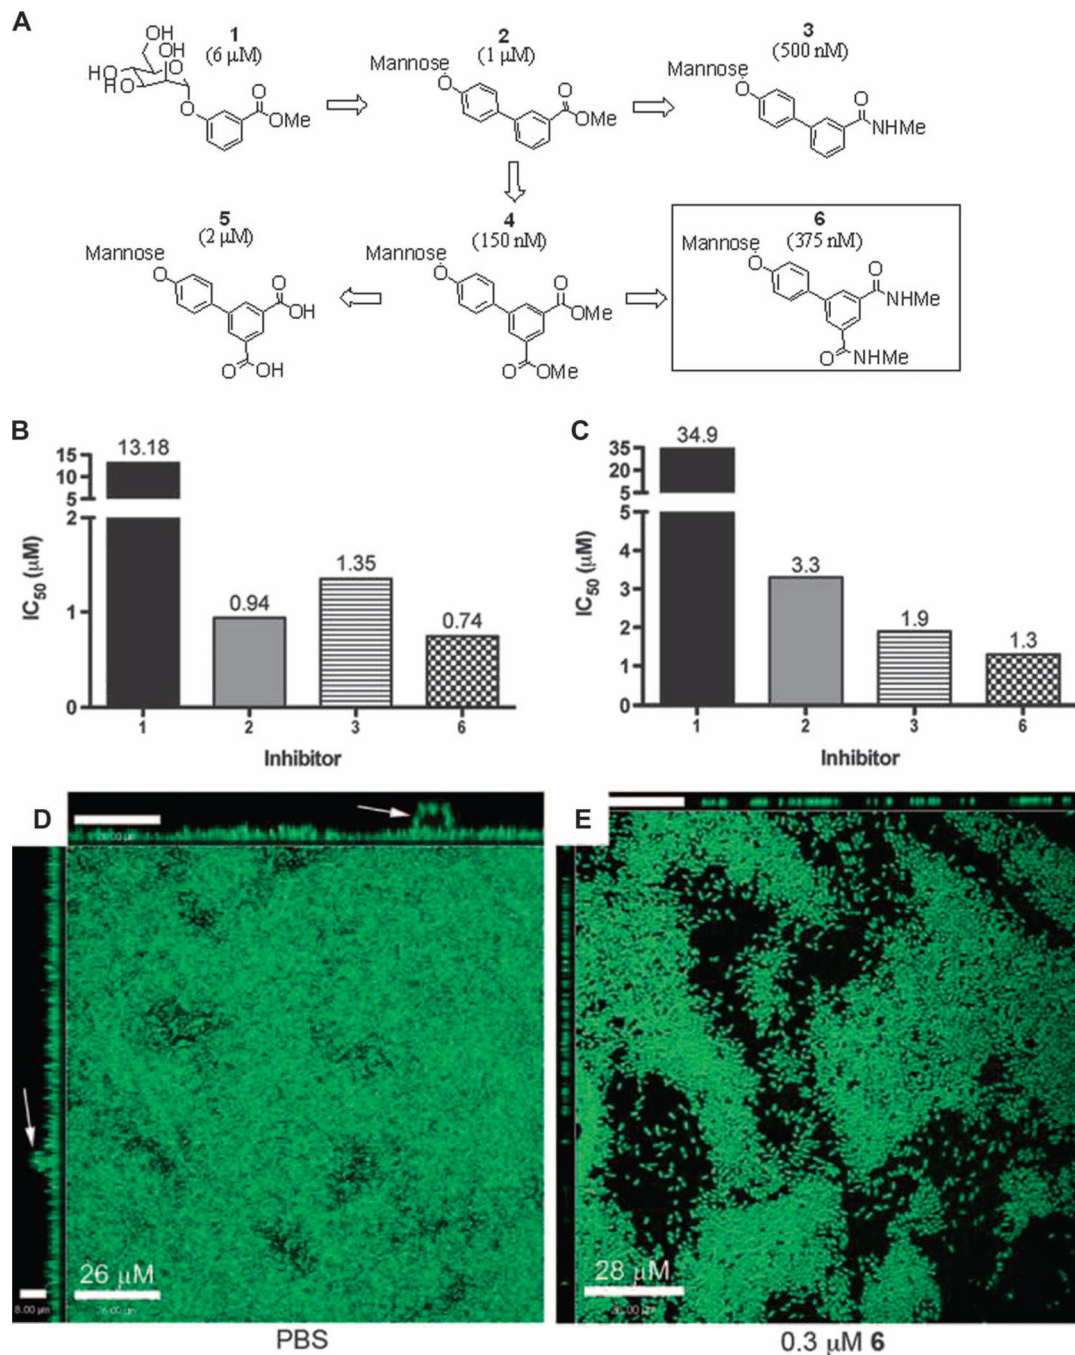 A
1
(6 μM)
OH
OH
HO
HO
O
O
O
OMe
2
(1 μM)
Mannose
O
O
OMe
3
(500 nM)
Mannose
O
O
NHMe
5
(2 μM)
Mannose
O
O
OH
O
OH
4
(150 nM)
Mannose
O
O
OMe
O
OMe
6
(375 nM)
Mannose
O
O
NHMe
O
NHMe
B
15
10
5
2
1
0
IC50 (μM)
13.18
0.94
1.35
0.74
1 2 3 6
Inhibitor
C
35
20
5
5
4
3
2
1
0
IC50 (μM)
34.9
3.3
1.9
1.3
1 2 3 6
Inhibitor
D
26 μM
8.00 μm
PBS
E
28 μM
0.3 μM 6